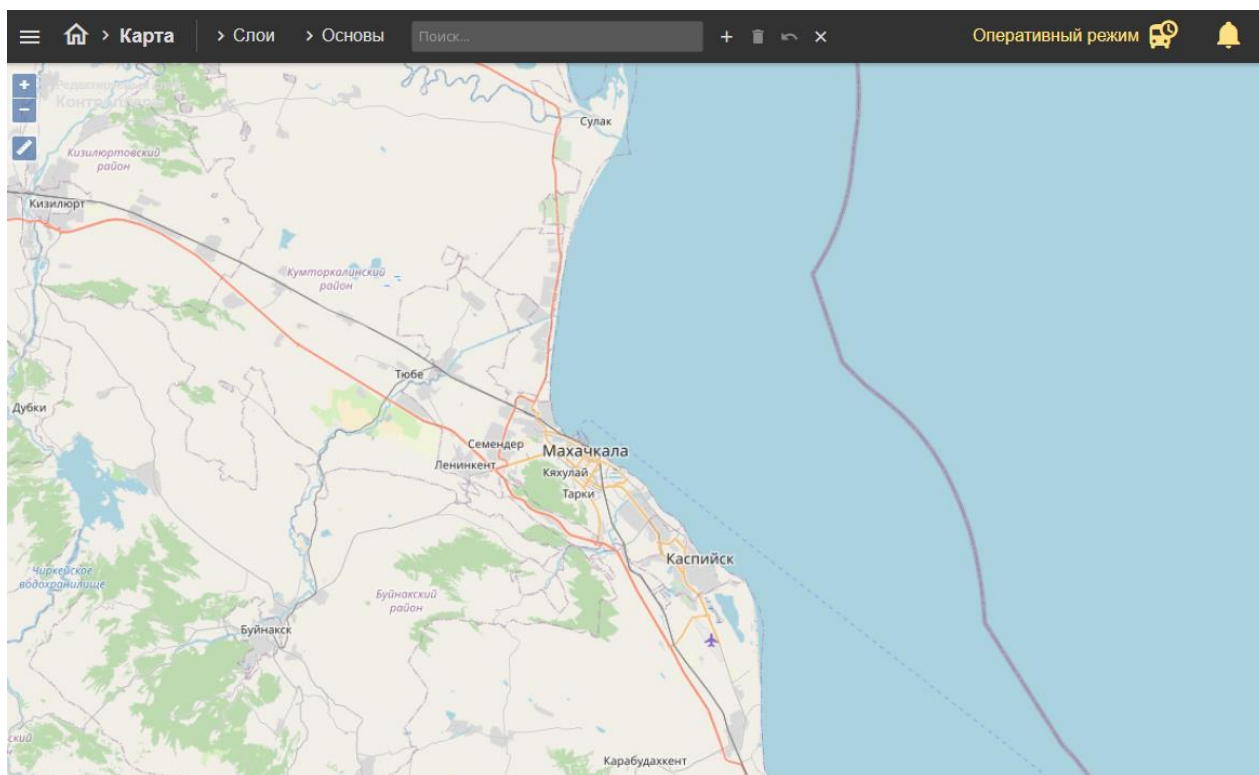 Карта
Слои
Основы
Поиск...
Оперативный режим
Сулак
Кизилюртовский
район
Кизилюрт
Кумторкалинский
район
Тюбе
Дубки
Семендер
Махачкала
Ленинкент
Кяхулай
Тарки
Каспийск
Чиркейское
водохранилище
Буйнакский
район
Буйнакск
Карабудахкент